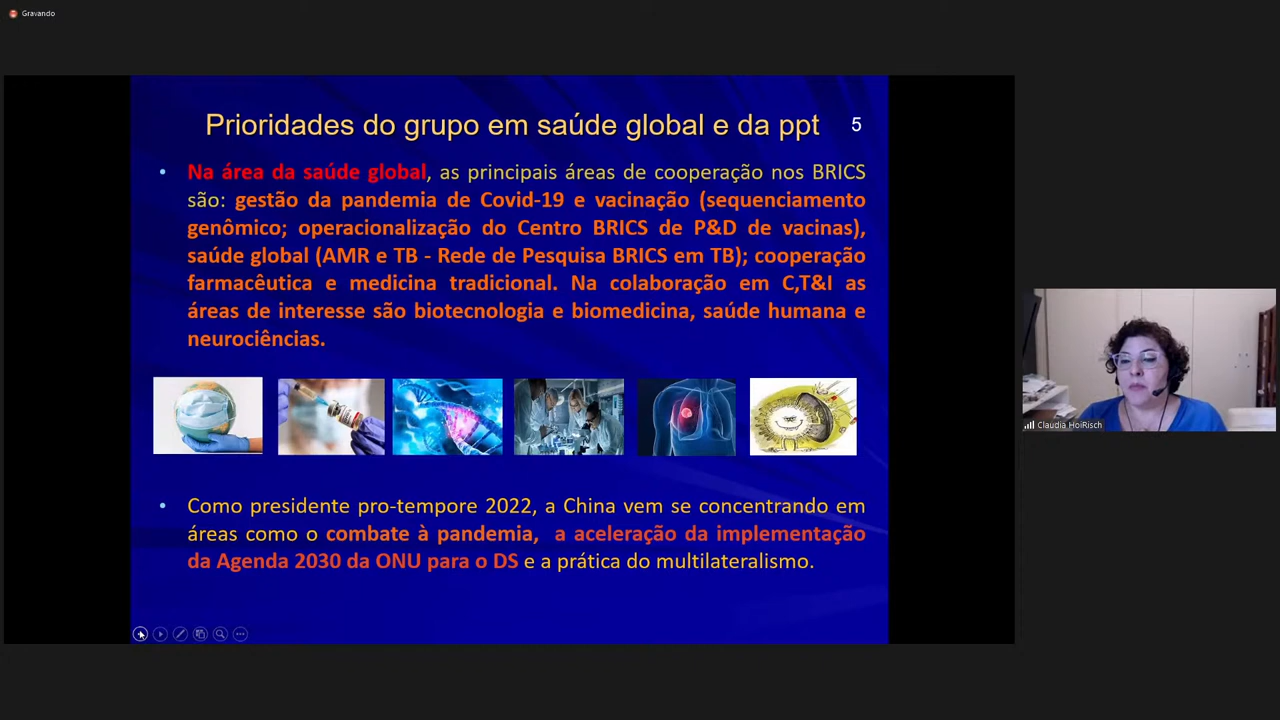 Gravando
Prioridades do grupo em saúde global e da ppt 5
• Na área da saúde global, as principais áreas de cooperação nos BRICS
são: gestão da pandemia de Covid-19 e vacinação (sequenciamento
genômico; operacionalização do Centro BRICS de P&D de vacinas),
saúde global (AMR e TB - Rede de Pesquisa BRICS em TB); cooperação
farmacêutica e medicina tradicional. Na colaboração em C,T&I as
áreas de interesse são biotecnologia e biomedicina, saúde humana e
neurociências.
• Como presidente pro-tempore 2022, a China vem se concentrando em
áreas como o combate à pandemia, a aceleração da implementação
da Agenda 2030 da ONU para o DS e a prática do multilateralismo.
Claudia HoiRisch